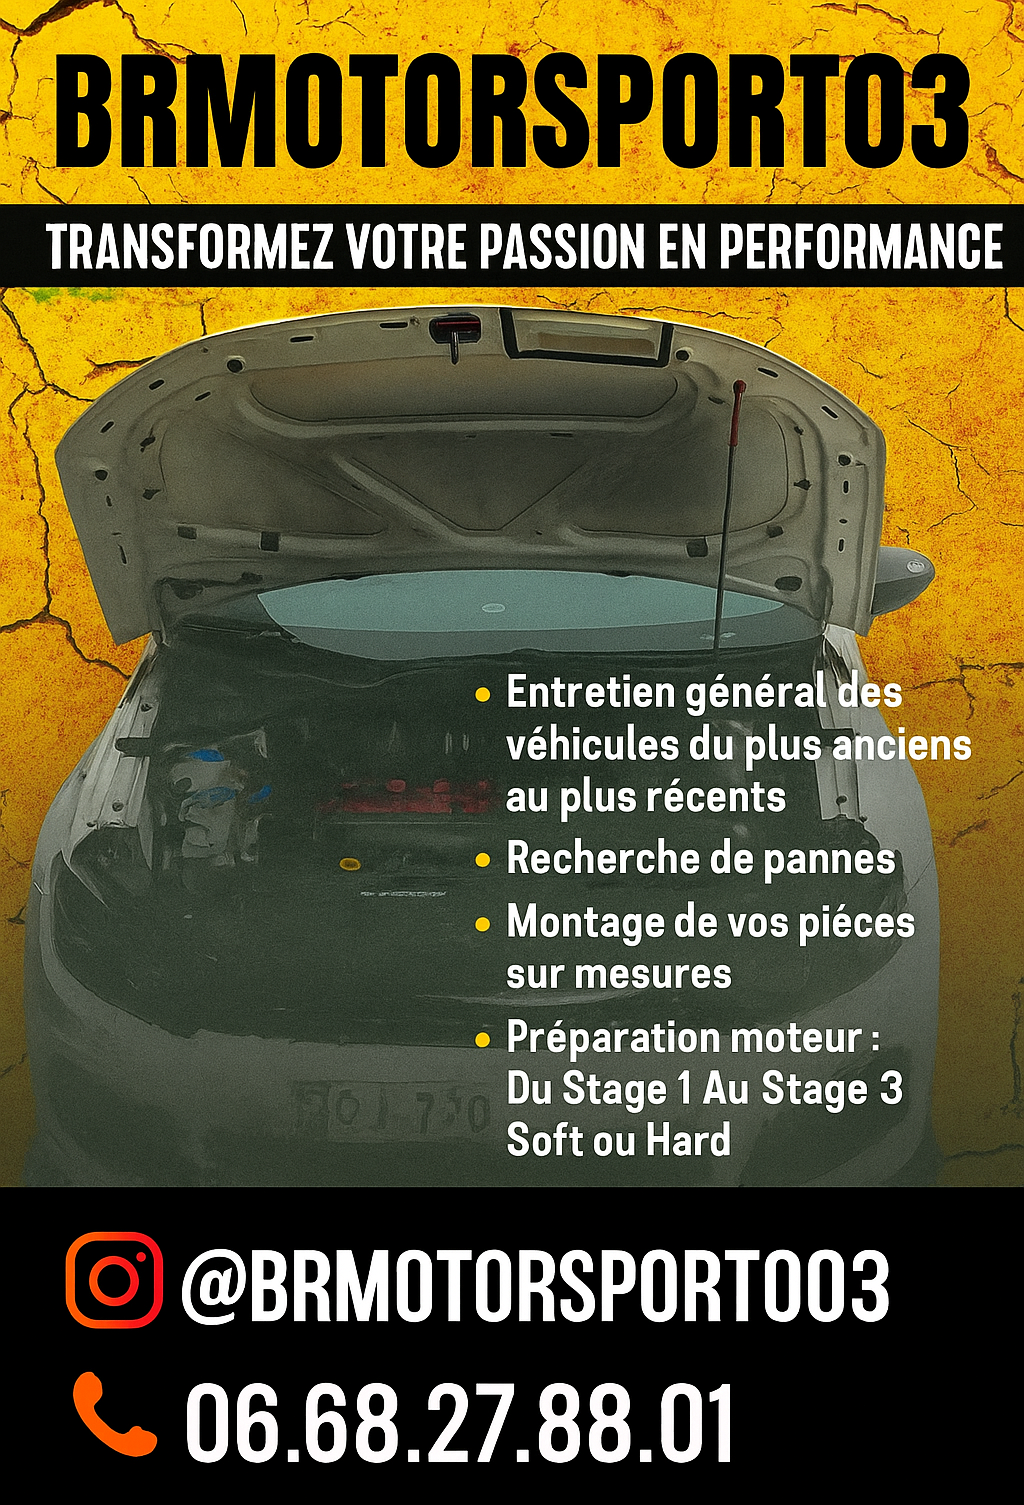 BRMOTORSPORT03
TRANSFORMEZ VOTRE PASSION EN PERFORMANCE
• Entretien général des
véhicules du plus anciens
au plus récents
• Recherche de pannes
• Montage de vos piéces
sur mesures
• Préparation moteur :
Du Stage 1 Au Stage 3
Soft ou Hard
@BRMOTORSPORT003
06.68.27.88.01